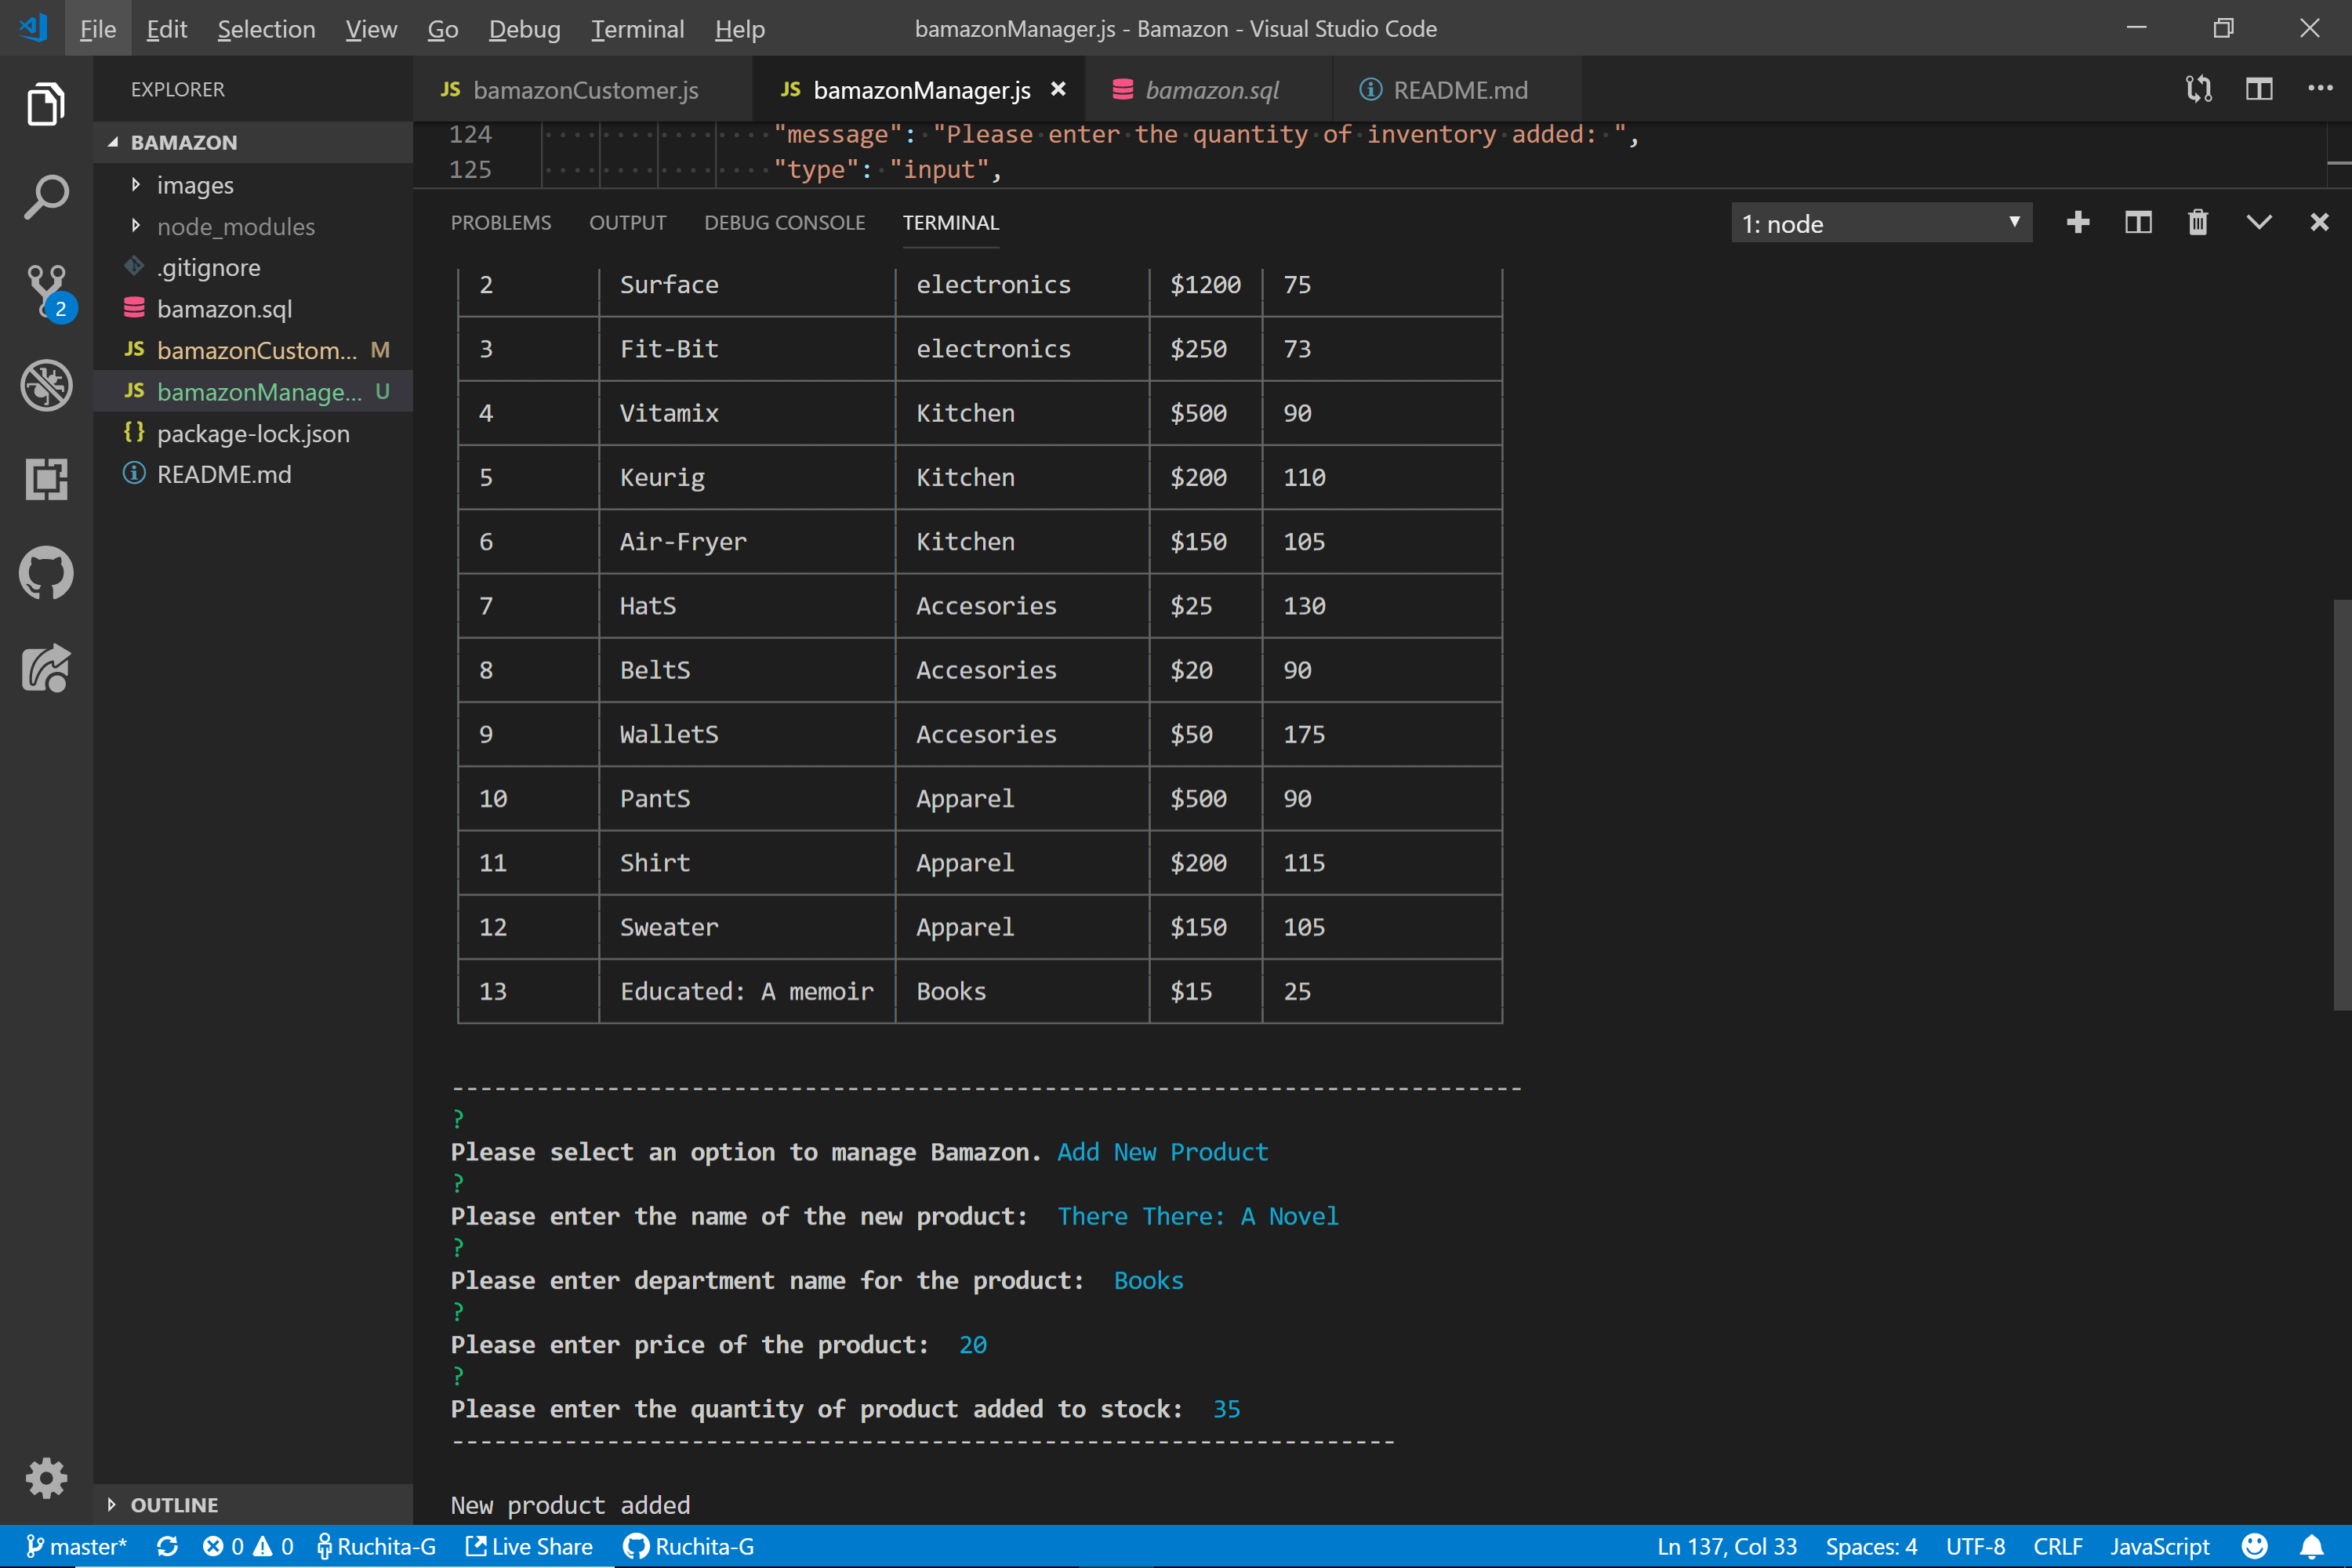 File Edit Selection View Go Debug Terminal Help bamazonManager.js - Bamazon - Visual Studio Code
EXPLORER
JS bamazonCustomer.js JS bamazonManager.js bamazon.sql README.md
BAMAZON
images
node_modules
.gitignore
bamazon.sql
JS bamazonCustom... M
JS bamazonManage... U
{ } package-lock.json
README.md
2
OUTLINE
124 "message": "Please enter the quantity of inventory added: ",
125 "type": "input",
PROBLEMS OUTPUT DEBUG CONSOLE TERMINAL 1: node
2 Surface electronics $1200 75
3 Fit-Bit electronics $250 73
4 Vitamix Kitchen $500 90
5 Keurig Kitchen $200 110
6 Air-Fryer Kitchen $150 105
7 HatS Accesories $25 130
8 BeltS Accesories $20 90
9 WalletS Accesories $50 175
10 PantS Apparel $500 90
11 Shirt Apparel $200 115
12 Sweater Apparel $150 105
13 Educated: A memoir Books $15 25
----------------------------------------------------------------------------
?
Please select an option to manage Bamazon. Add New Product
?
Please enter the name of the new product: There There: A Novel
?
Please enter department name for the product: Books
?
Please enter price of the product: 20
?
Please enter the quantity of product added to stock: 35
-------------------------------------------------------------------
New product added
master* 0 0 Ruchita-G Live Share Ruchita-G Ln 137, Col 33 Spaces: 4 UTF-8 CRLF JavaScript